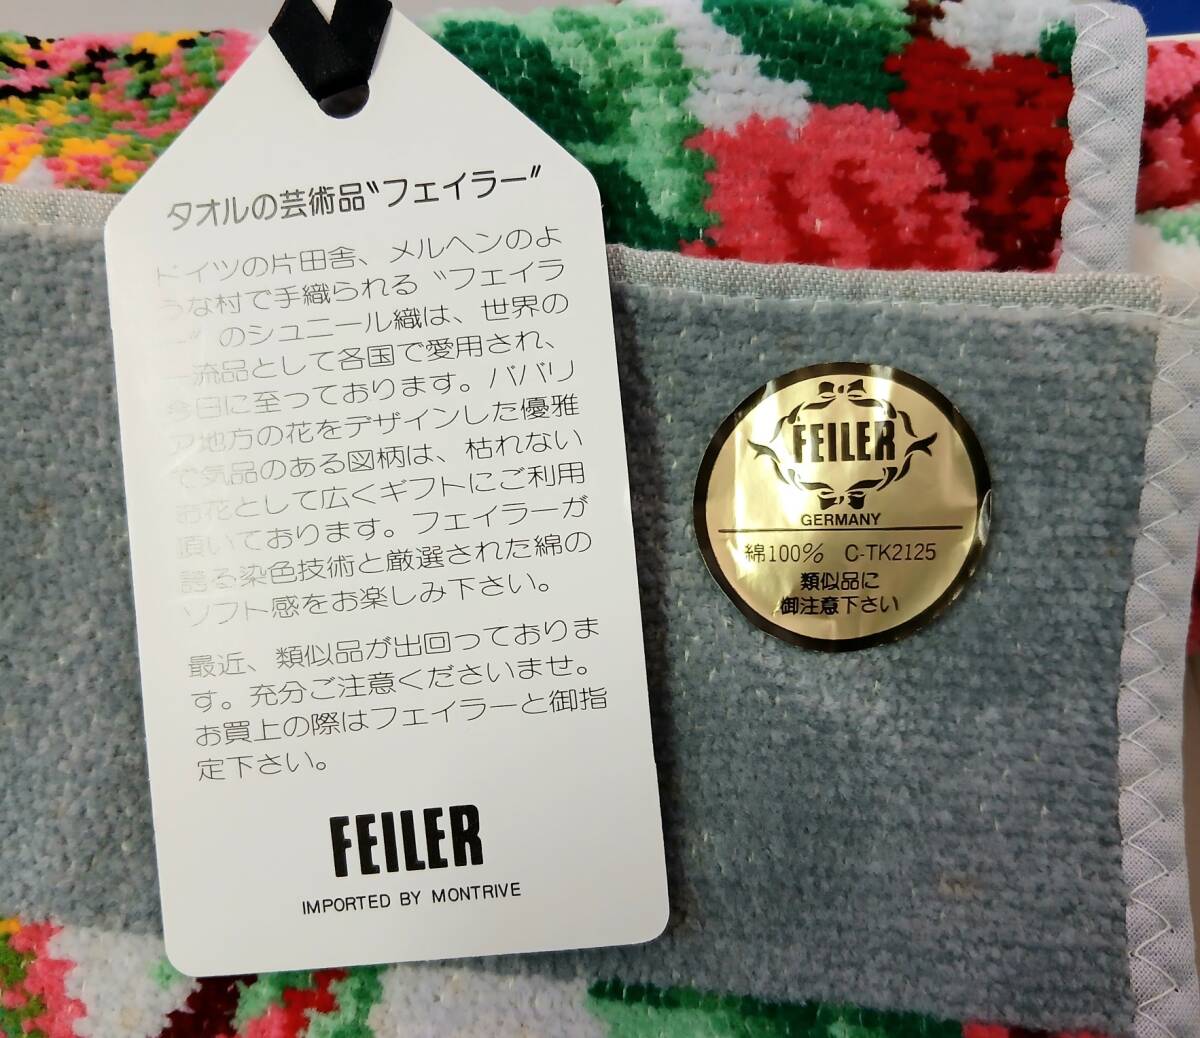 タオルの芸術品〝フェイラー〟
ドイツの片田舎、メルヘンのよ
うな村で手織られる〝フェイラ
ー〟のシュニール織は、世界の
一流品として各国で愛用され、
今日に至っております。ババリ
ア地方の花をデザインした優雅
で気品のある図柄は、枯れない
お花として広くギフトにご利用
頂いております。フェイラーが
誇る染色技術と厳選された綿の
ソフト感をお楽しみ下さい。
最近、類似品が出回っておりま
す。充分ご注意くださいませ。
お買上の際はフェイラーと御指
定下さい。
FEILER
IMPORTED BY MONTRIVE
FEILER
GERMANY
綿100% C-TK2125
類似品に
御注意下さい